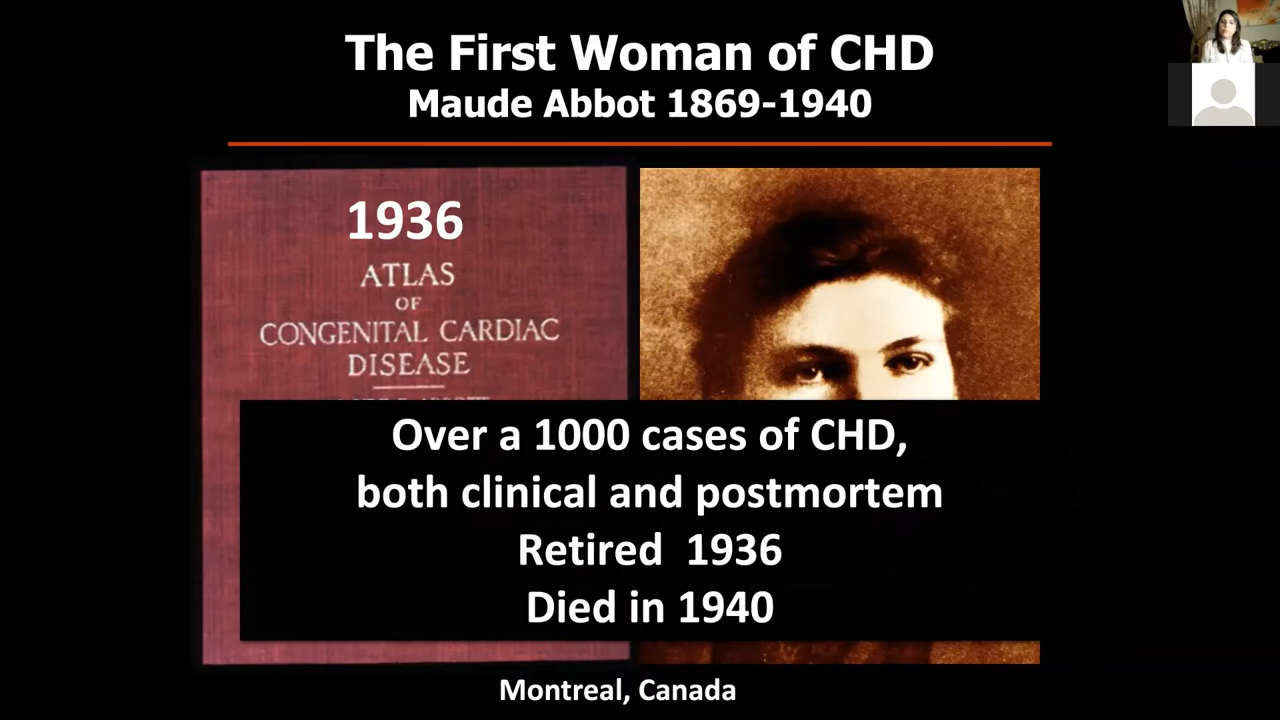 The First Woman of CHD
Maude Abbot 1869-1940
1936
ATLAS
OF
CONGENITAL CARDIAC
DISEASE
Over a 1000 cases of CHD,
both clinical and postmortem
Retired 1936
Died in 1940
Montreal, Canada